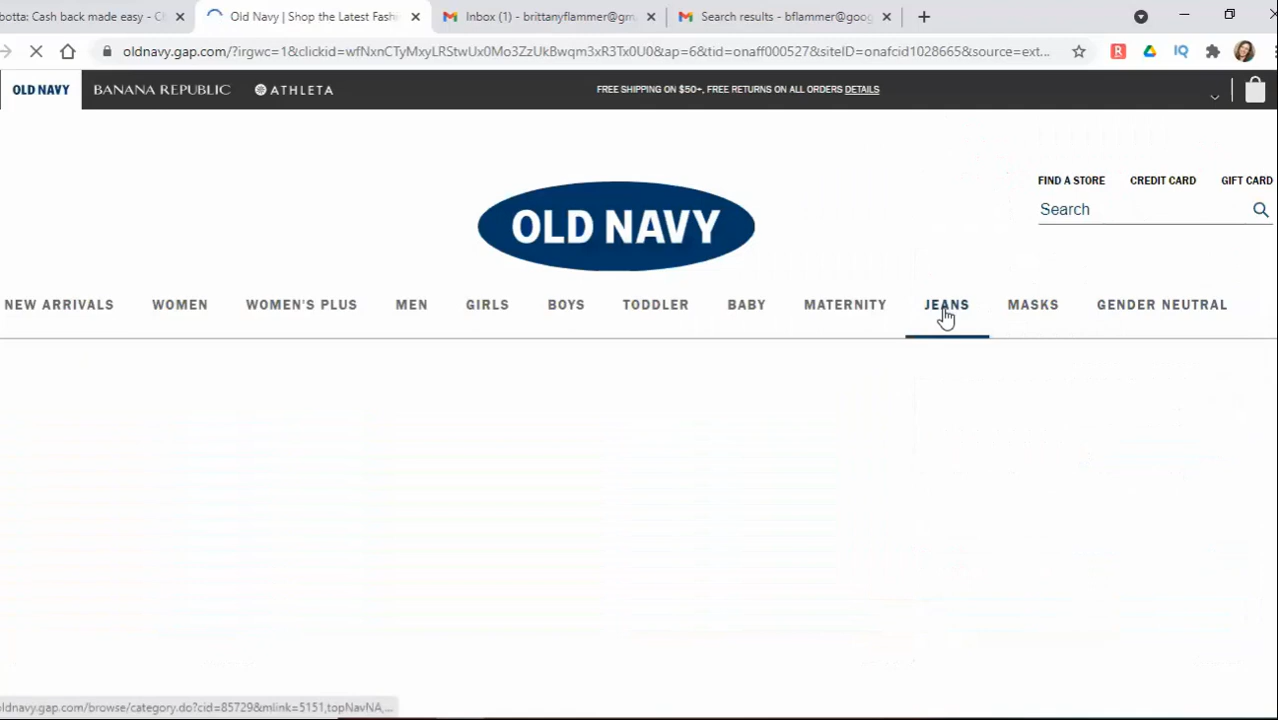 botta: Cash back made easy - C
Old Navy | Shop the Latest Fashi
Inbox (1) - brittanyflammer@gm
Search results - bflammer@goog
oldnavy.gap.com/?irgwc=1&clickid=wfNxnCTyMxyLRStwUx0Mo3ZzUkBwqm3xR3Tx0U0&ap=6&tid=onaff000527&siteID=onafcid1028665&source=ext...
OLD NAVY BANANA REPUBLIC ATHLETA FREE SHIPPING ON $50+, FREE RETURNS ON ALL ORDERS DETAILS
FIND A STORE CREDIT CARD GIFT CARD
Search
OLD NAVY
NEW ARRIVALS WOMEN WOMEN'S PLUS MEN GIRLS BOYS TODDLER BABY MATERNITY JEANS MASKS GENDER NEUTRAL
ldnavy.gap.com/browse/category.do?cid=85729&mlink=5151,topNavNA,...